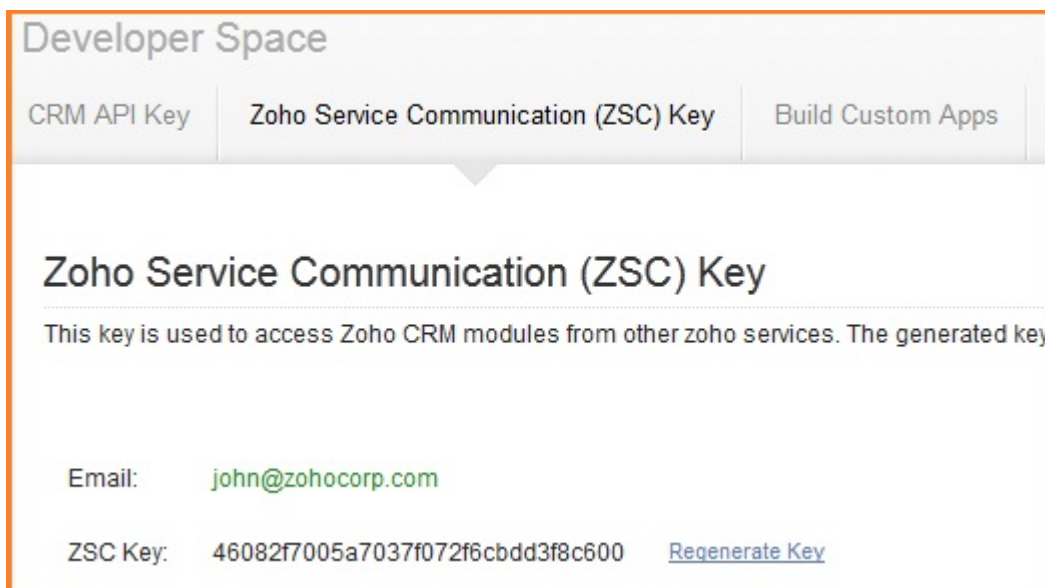 Developer Space
CRM API Key Zoho Service Communication (ZSC) Key Build Custom Apps
Zoho Service Communication (ZSC) Key
This key is used to access Zoho CRM modules from other zoho services. The generated key
Email: john@zohocorp.com
ZSC Key: 46082f7005a7037f072f6cbdd3f8c600 Regenerate Key